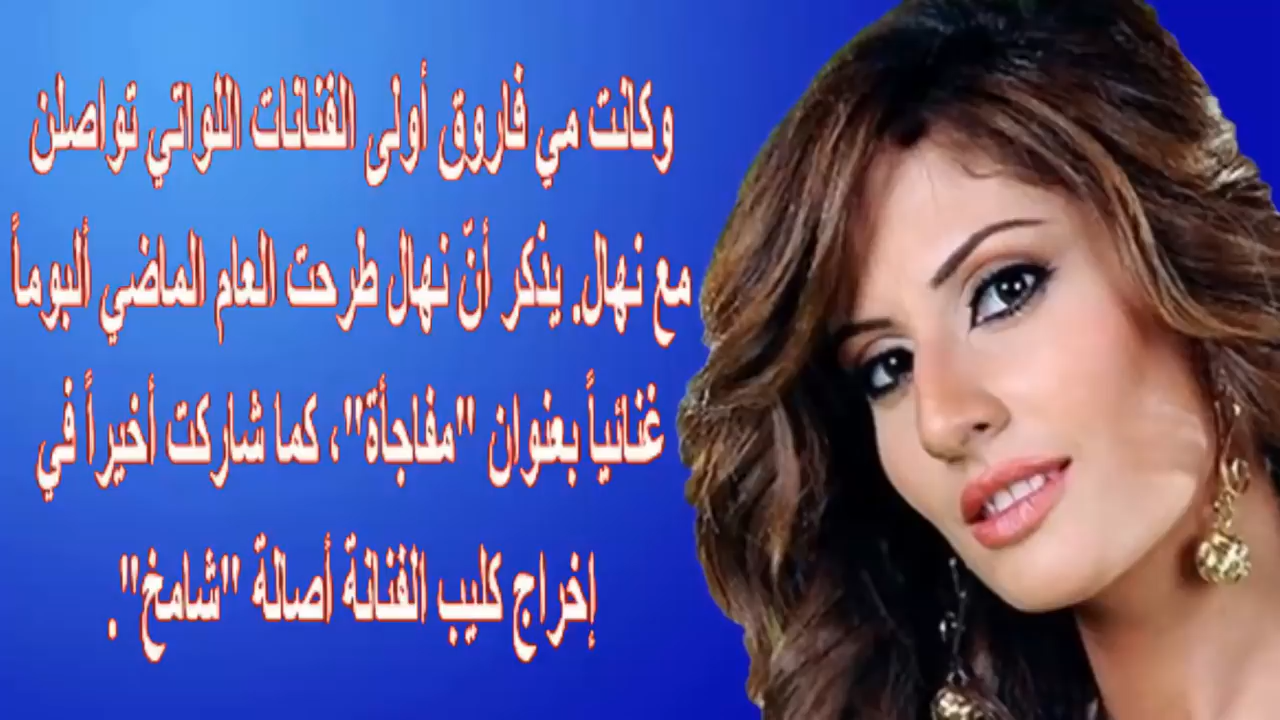 وكانت مي فاروق أولى الفنانات اللواتي تواصلن
مع نهال. يذكر أنّ نهال طرحت العام الماضي ألبوماً
غنائياً بعنوان "مفاجأة"، كما شاركت أخيراً في
إخراج كليب الفنانة أصالة "شامخ".